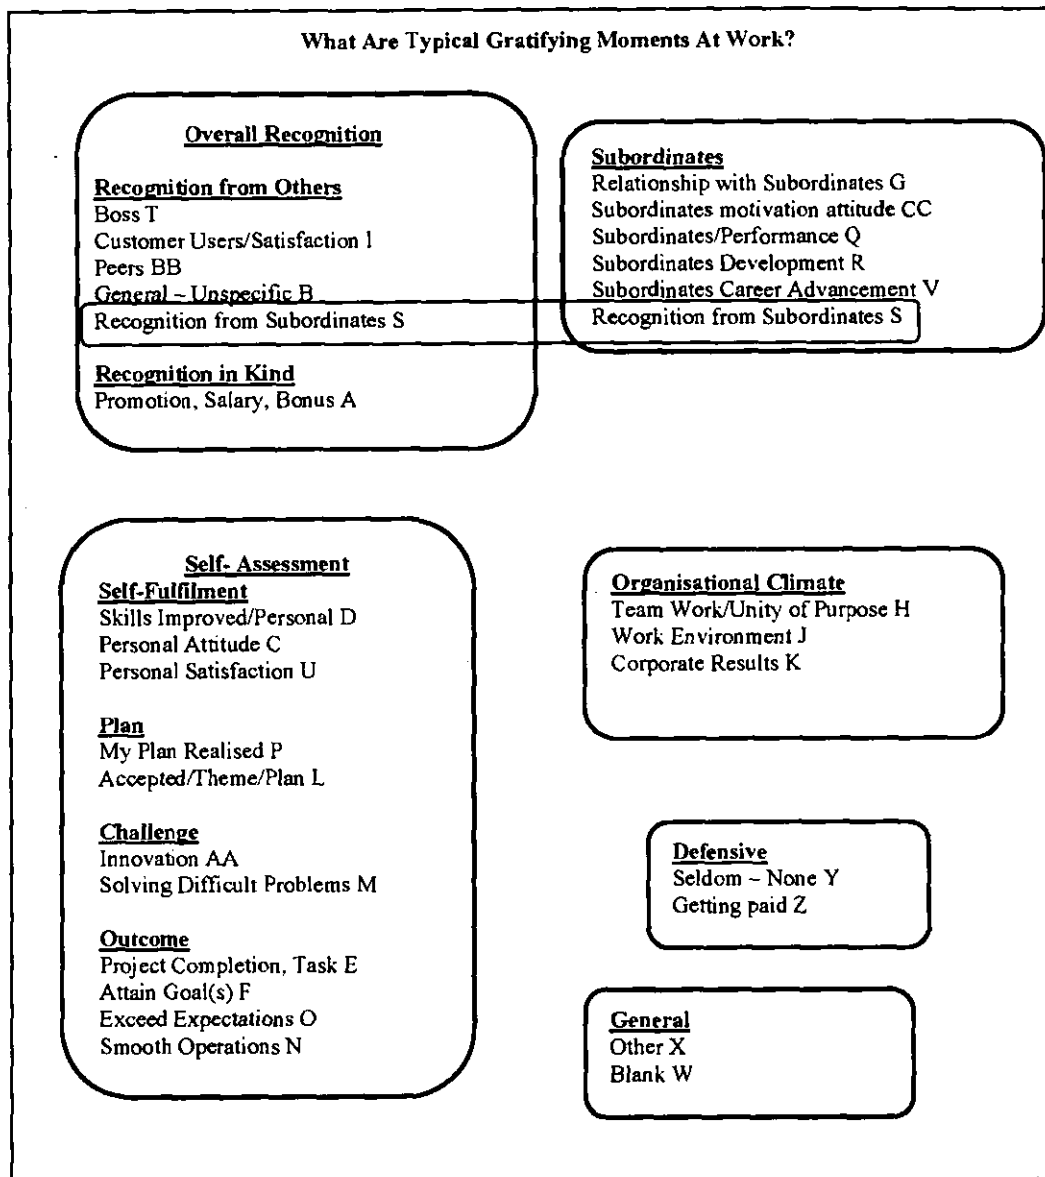 What Are Typical Gratifying Moments At Work?
Overall Recognition
Recognition from Others
Boss T
Customer Users/Satisfaction I
Peers BB
General – Unspecific B
Recognition from Subordinates S
Recognition in Kind
Promotion, Salary, Bonus A
Subordinates
Relationship with Subordinates G
Subordinates motivation attitude CC
Subordinates/Performance Q
Subordinates Development R
Subordinates Career Advancement V
Recognition from Subordinates S
Self- Assessment
Self-Fulfilment
Skills Improved/Personal D
Personal Attitude C
Personal Satisfaction U
Plan
My Plan Realised P
Accepted/Theme/Plan L
Challenge
Innovation AA
Solving Difficult Problems M
Outcome
Project Completion, Task E
Attain Goal(s) F
Exceed Expectations O
Smooth Operations N
Organisational Climate
Team Work/Unity of Purpose H
Work Environment J
Corporate Results K
Defensive
Seldom – None Y
Getting paid Z
General
Other X
Blank W